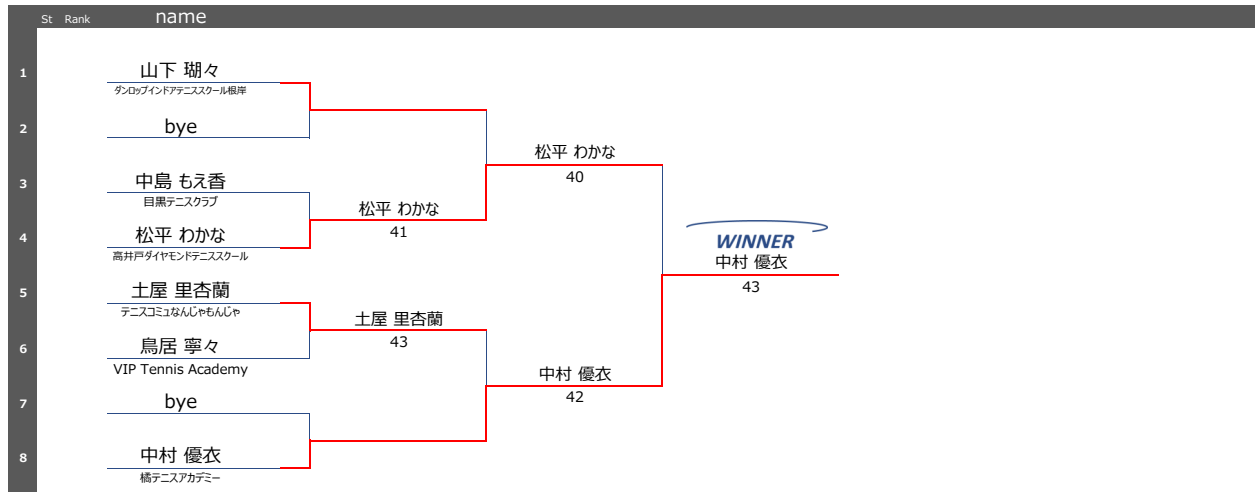 St Rank name
1 山下 瑚々
ダンロップインドアテニススクール根岸
2 bye
松平 わかな
40
3 中島 もえ香
目黒テニスクラブ
松平 わかな
41
4 松平 わかな
高井戸ダイヤモンドテニススクール
WINNER
中村 優衣
43
5 土屋 里杏蘭
テニスコミュなんじゃもんじゃ
土屋 里杏蘭
43
6 鳥居 寧々
VIP Tennis Academy
中村 優衣
42
7 bye
8 中村 優衣
橘テニスアカデミー